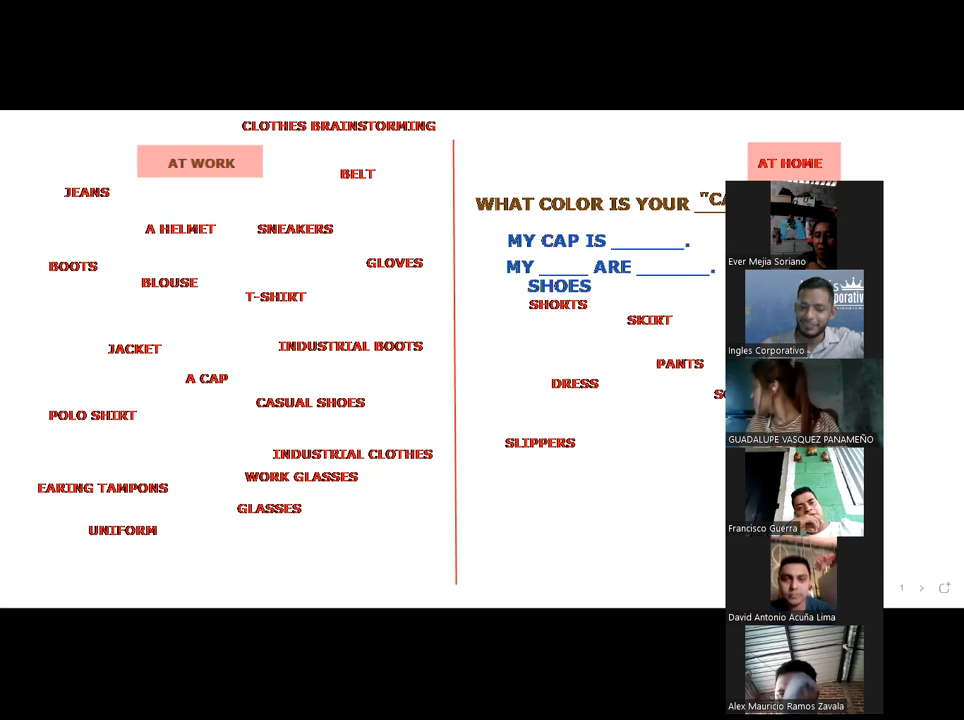 CLOTHES BRAINSTORMING
AT WORK
BELT
JEANS
A HELMET
SNEAKERS
BOOTS
GLOVES
BLOUSE
T-SHIRT
JACKET
INDUSTRIAL BOOTS
A CAP
POLO SHIRT
CASUAL SHOES
INDUSTRIAL CLOTHES
WORK GLASSES
EARING TAMPONS
GLASSES
UNIFORM
AT HOME
WHAT COLOR IS YOUR "CA
MY CAP IS _______.
MY _____ ARE _______.
SHOES
SHORTS
SKIRT
PANTS
DRESS
SLIPPERS
Ever Mejia Soriano
Ingles Corporativo
GUADALUPE VASQUEZ PANAMEÑO
Francisco Guerra
David Antonio Acuña Lima
Alex Mauricio Ramos Zavala
1